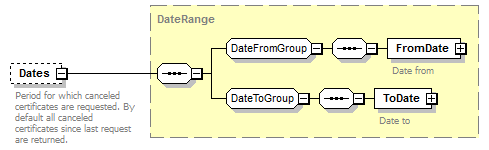 DateRange
DateFromGroup
FromDate
Date from
Dates
Period for which canceled
certificates are requested. By
default all canceled
certificates since last request
are returned.
DateToGroup
ToDate
Date to